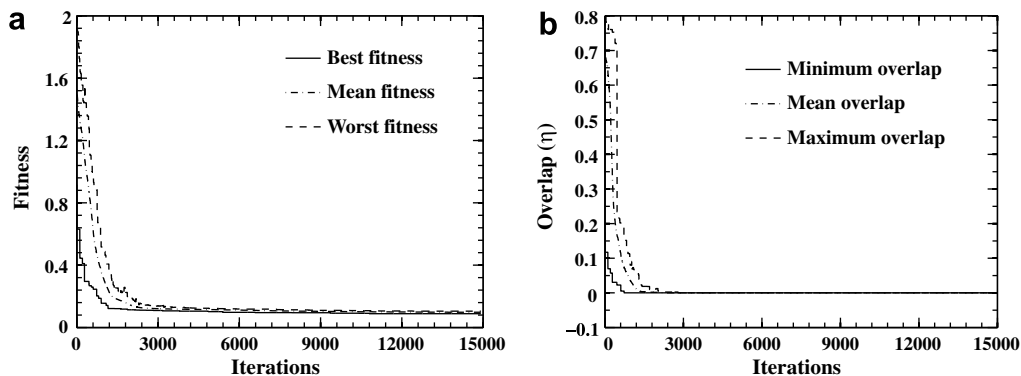 a
2
1.6
1.2
0.8
0.4
0
Fitness
Best fitness
Mean fitness
Worst fitness
0 3000 6000 9000 12000 15000
Iterations
b
0.8
0.7
0.6
0.5
0.4
0.3
0.2
0.1
0
−0.1
Overlap (η)
Minimum overlap
Mean overlap
Maximum overlap
0 3000 6000 9000 12000 15000
Iterations